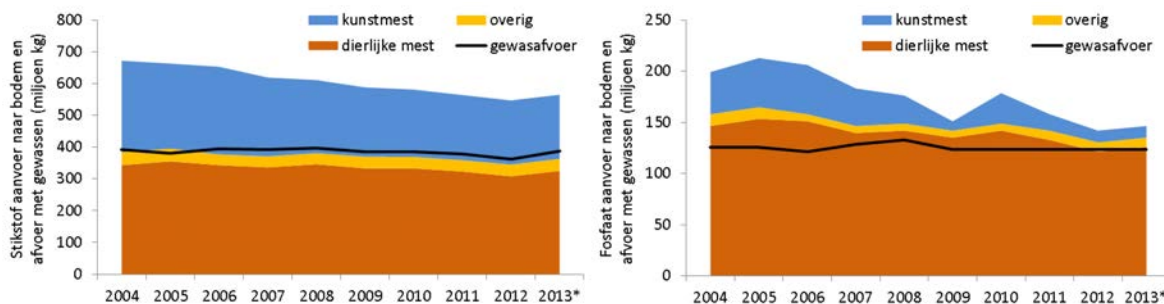 Stikstof aanvoer naar bodem en
afvoer met gewassen (miljoen kg)
800
700
600
500
400
300
200
100
0
kunstmest overig
dierlijke mest gewasafvoer
2004 2005 2006 2007 2008 2009 2010 2011 2012 2013*
Fosfaat aanvoer naar bodem en
afvoer met gewassen (miljoen kg)
250
200
150
100
50
0
kunstmest overig
dierlijke mest gewasafvoer
2004 2005 2006 2007 2008 2009 2010 2011 2012 2013*